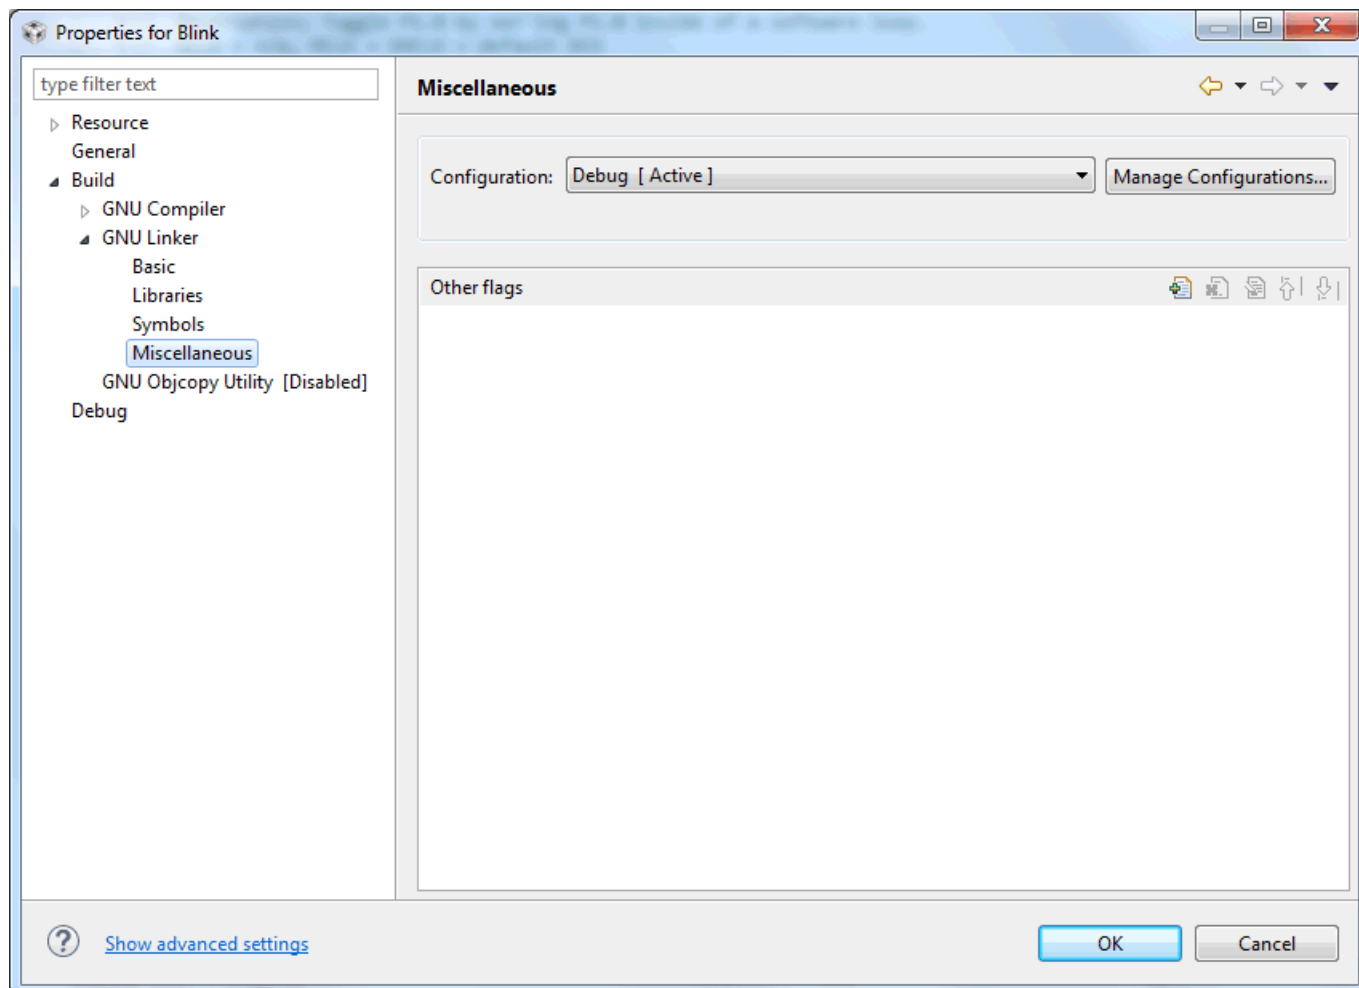 Properties for Blink
type filter text
Resource
General
Build
GNU Compiler
GNU Linker
Basic
Libraries
Symbols
Miscellaneous
GNU Objcopy Utility [Disabled]
Debug
Miscellaneous
Configuration: Debug [ Active ] Manage Configurations...
Other flags
Show advanced settings
OK Cancel